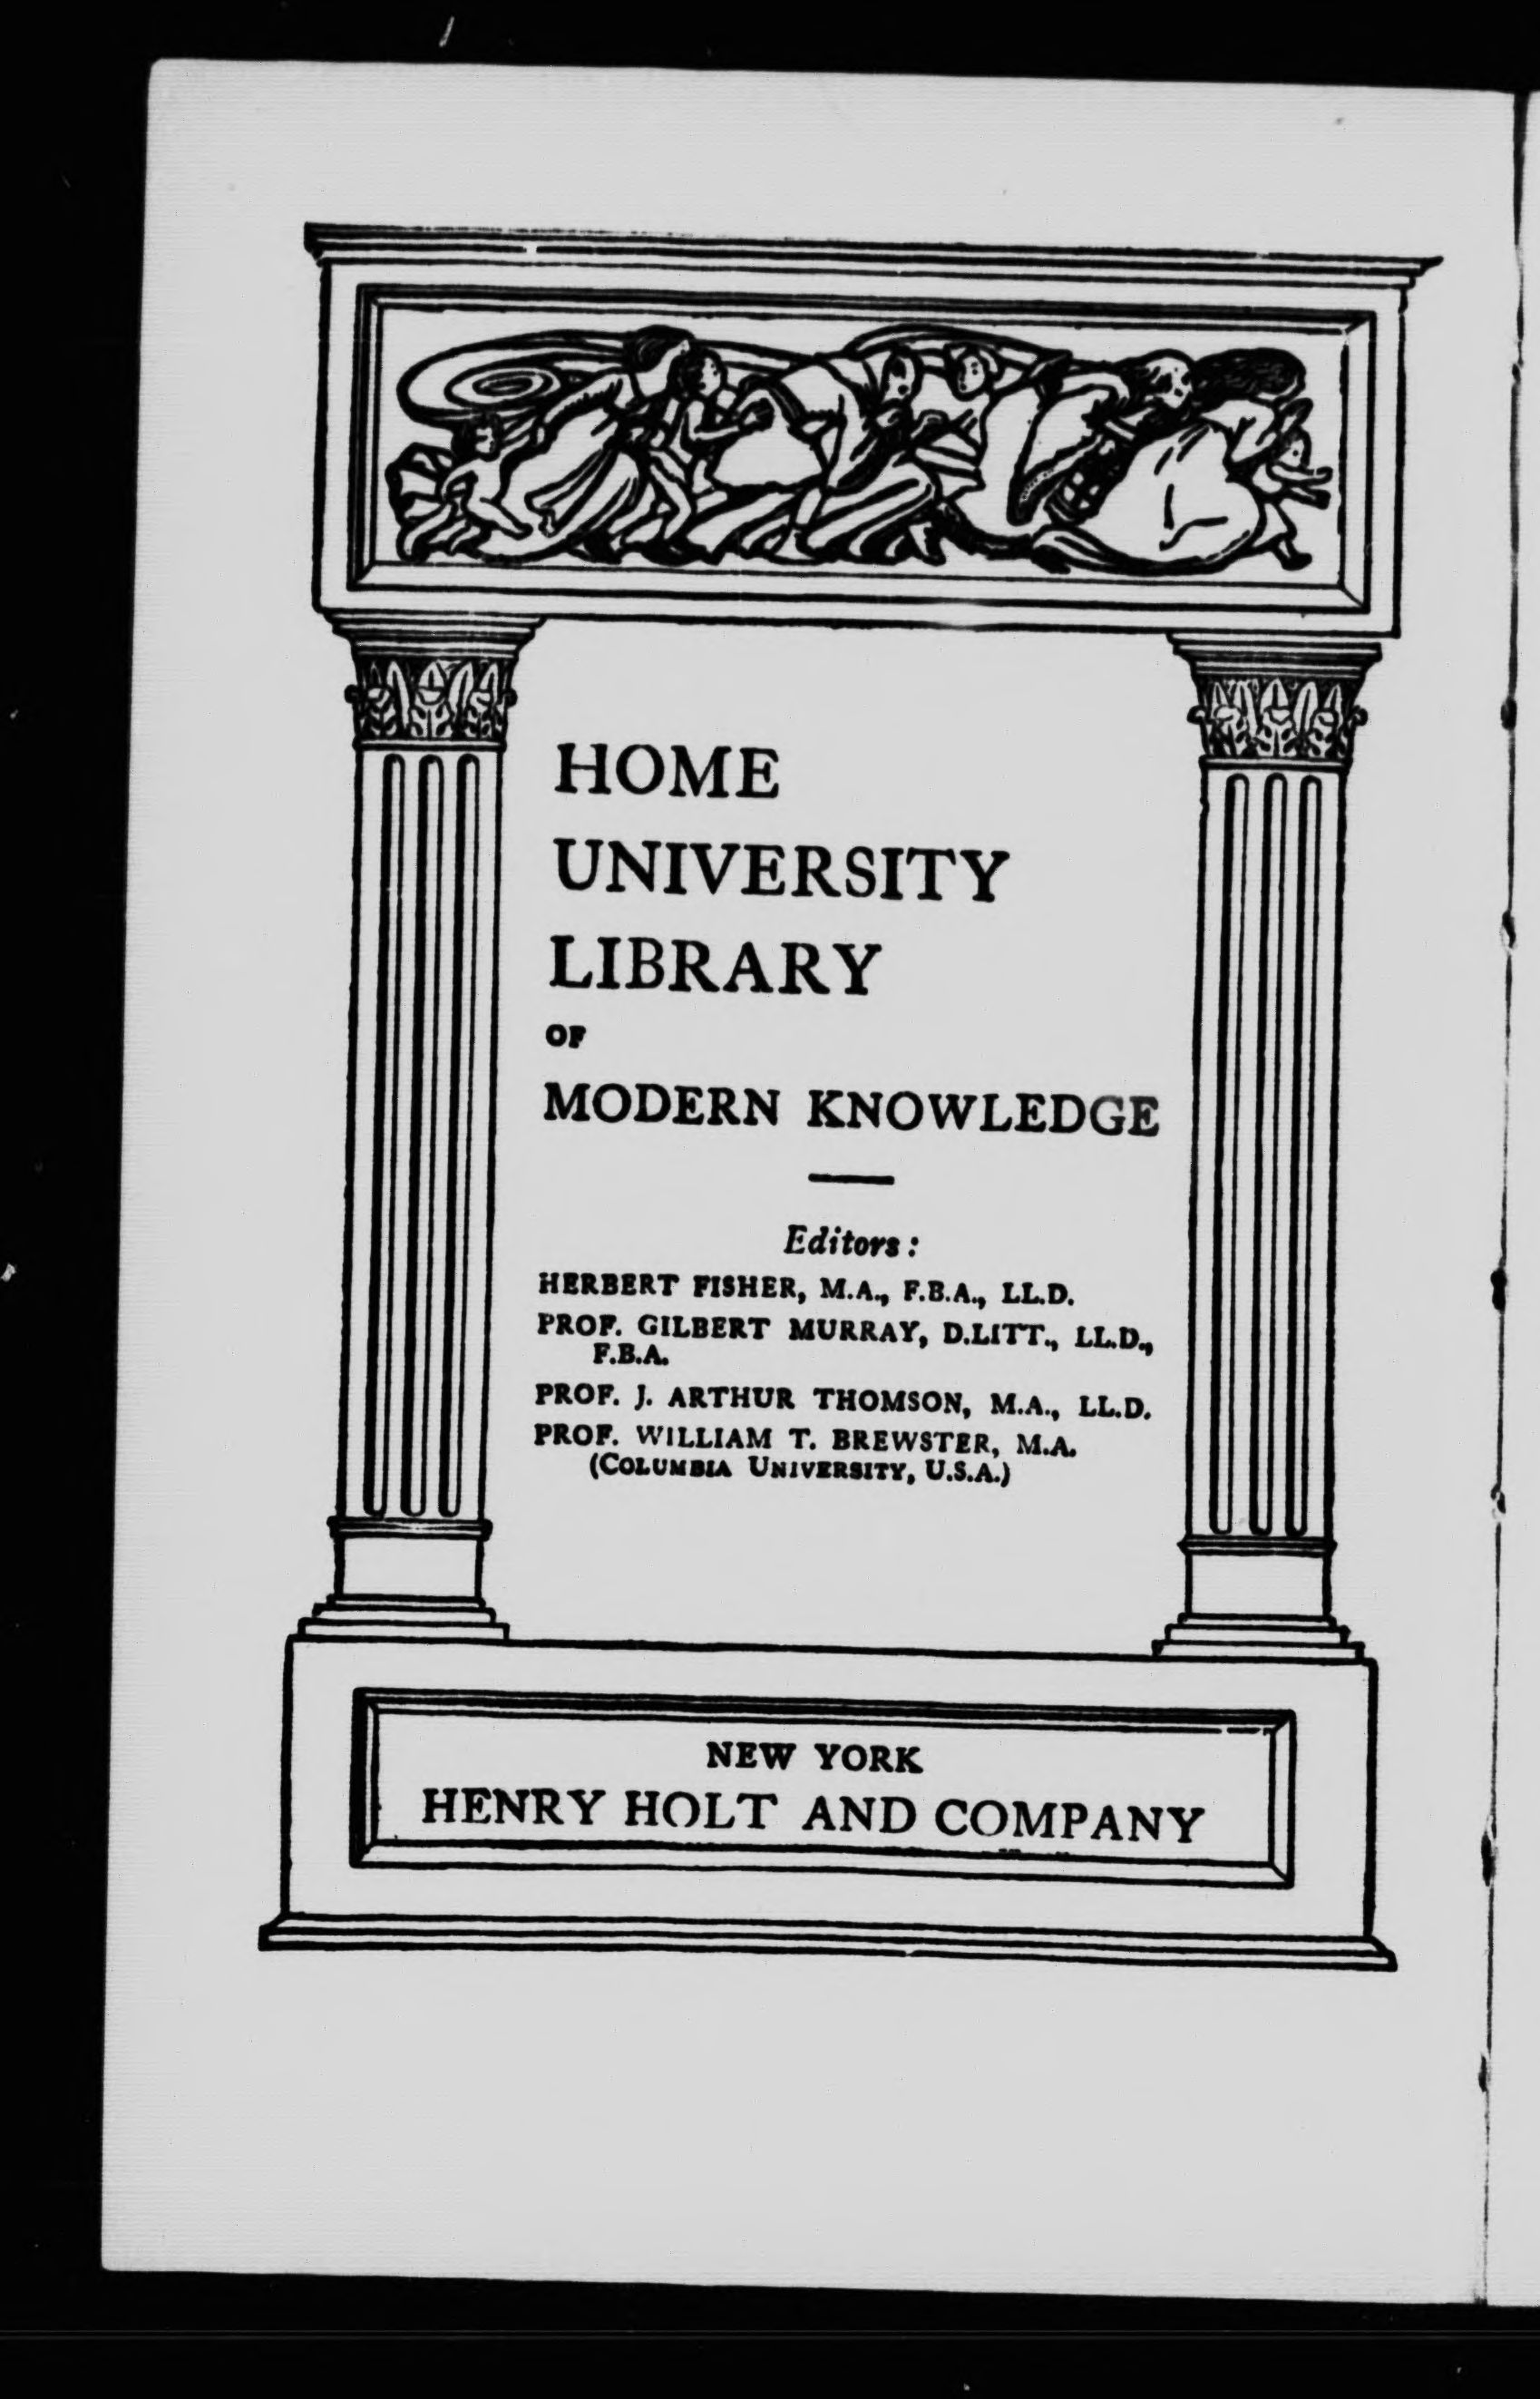 HOME
UNIVERSITY
LIBRARY
OF
MODERN KNOWLEDGE
Editors:
HERBERT FISHER, M.A., F.B.A., LL.D.
PROF. GILBERT MURRAY, D.LITT., LL.D.,
F.B.A.
PROF. J. ARTHUR THOMSON, M.A., LL.D.
PROF. WILLIAM T. BREWSTER, M.A.
(COLUMBIA UNIVERSITY, U.S.A.)
NEW YORK
HENRY HOLT AND COMPANY